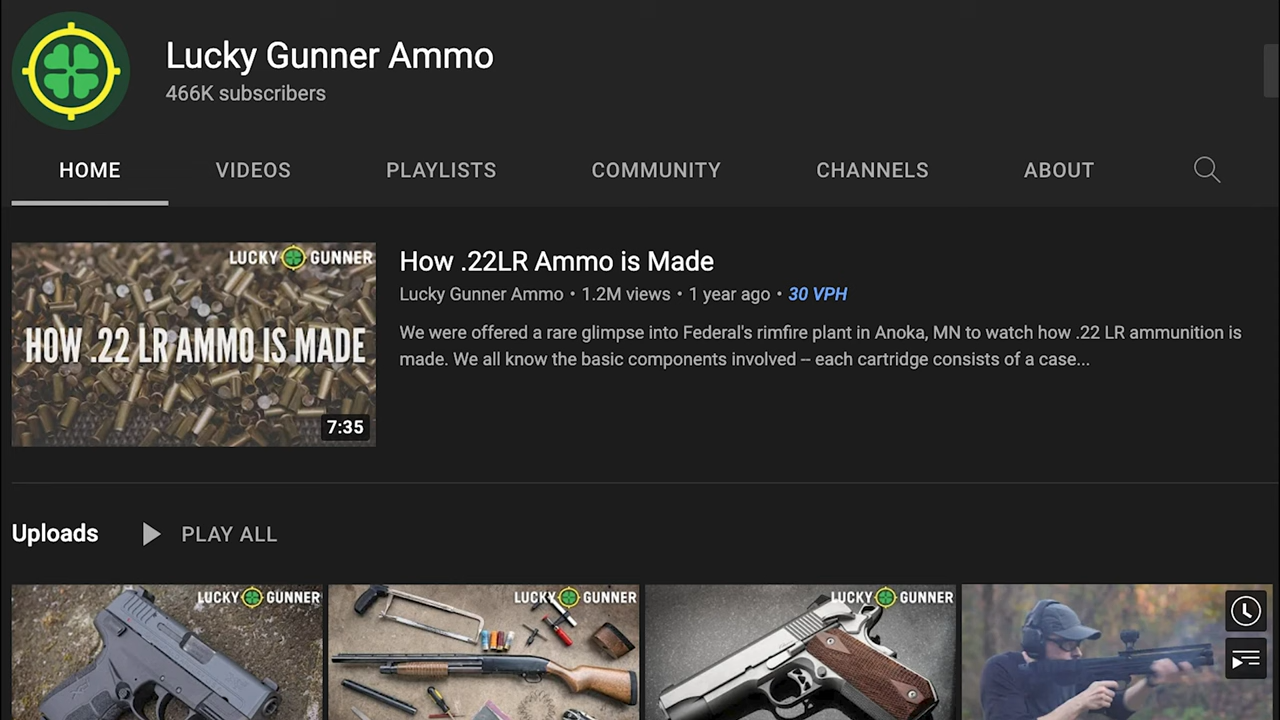 Lucky Gunner Ammo
466K subscribers
HOME VIDEOS PLAYLISTS COMMUNITY CHANNELS ABOUT
LUCKY GUNNER
HOW .22 LR AMMO IS MADE
7:35
How .22LR Ammo is Made
Lucky Gunner Ammo • 1.2M views • 1 year ago • 30 VPH
We were offered a rare glimpse into Federal's rimfire plant in Anoka, MN to watch how .22 LR ammunition is
made. We all know the basic components involved -- each cartridge consists of a case...
Uploads PLAY ALL
LUCKY GUNNER
LUCKY GUNNER
LUCKY GUNNER